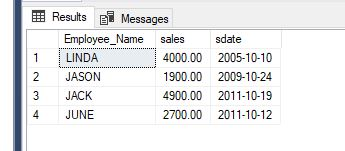 Results Messages
Employee_Name sales sdate
1 LINDA 4000.00 2005-10-10
2 JASON 1900.00 2009-10-24
3 JACK 4900.00 2011-10-19
4 JUNE 2700.00 2011-10-12